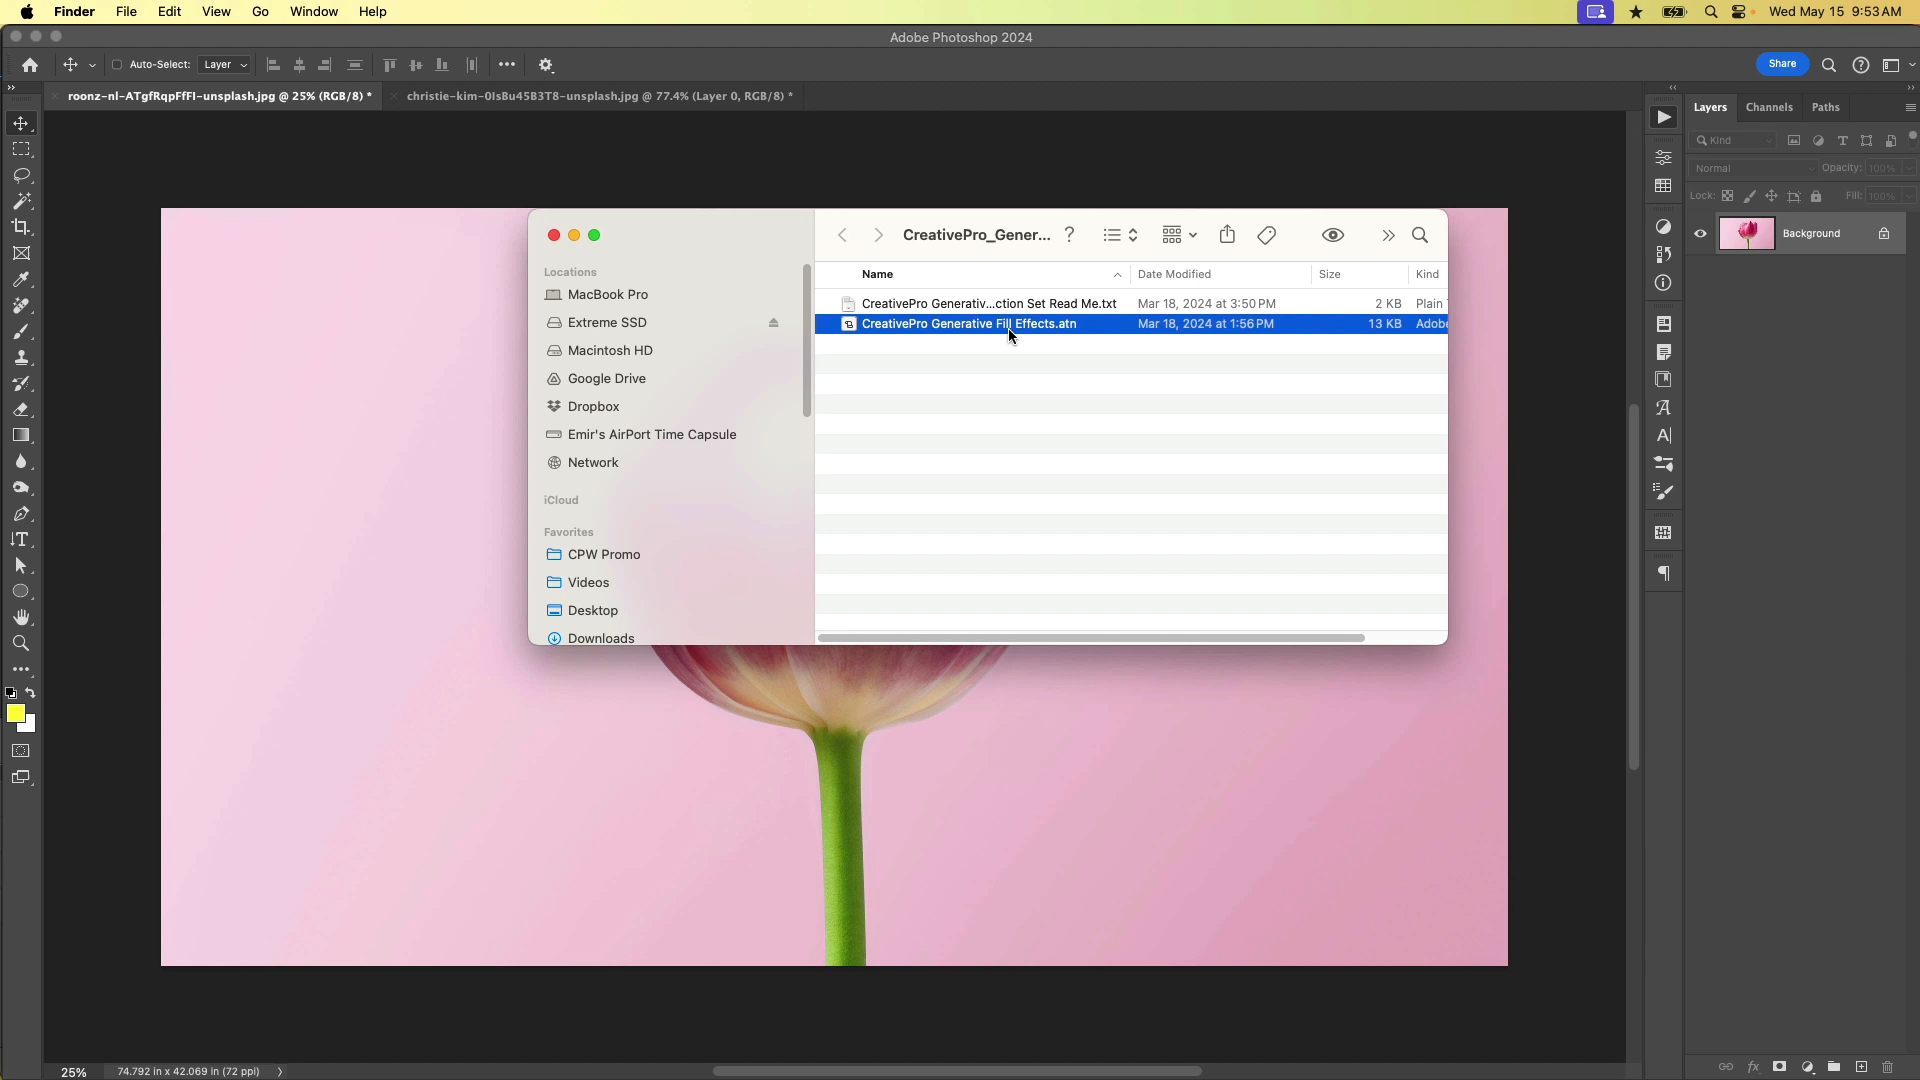 Finder File Edit View Go Window Help Wed May 15 9:53 AM
Adobe Photoshop 2024
Auto-Select: Layer Share
roonz-nl-ATgfRqpFfFI-unsplash.jpg @ 25% (RGB/8) * christie-kim-0IsBu45B3T8-unsplash.jpg @ 77.4% (Layer 0, RGB/8) *
Layers Channels Paths
Kind
Normal Opacity: 100%
Lock: Fill: 100%
Background
CreativePro_Gener...
Name Date Modified Size Kind
CreativePro Generativ...ction Set Read Me.txt Mar 18, 2024 at 3:50 PM 2 KB Plain
CreativePro Generative Fill Effects.atn Mar 18, 2024 at 1:56 PM 13 KB Adobe
Locations
MacBook Pro
Extreme SSD
Macintosh HD
Google Drive
Dropbox
Emir's AirPort Time Capsule
Network
iCloud
Favorites
CPW Promo
Videos
Desktop
Downloads
25% 74.792 in x 42.069 in (72 ppi)